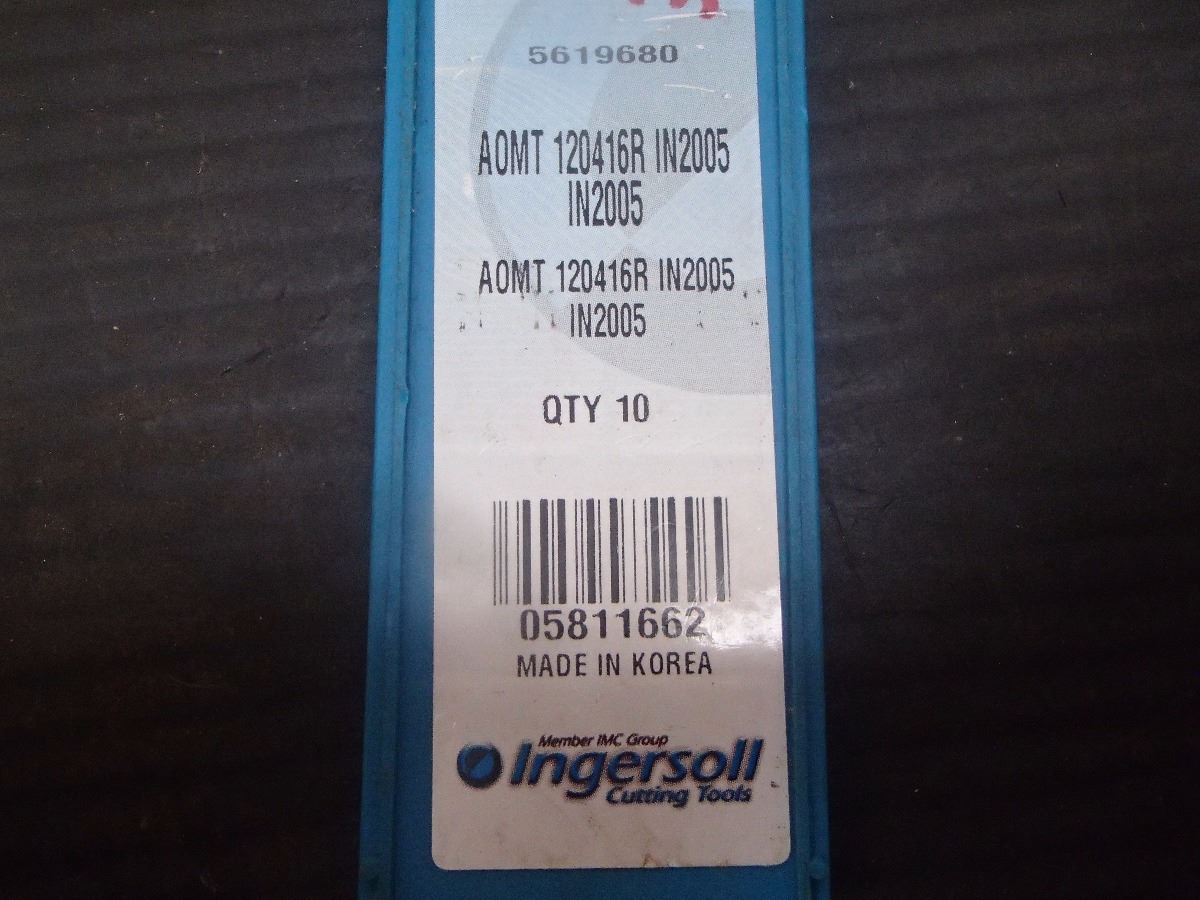 5619680
AOMT 120416R IN2005
IN2005
AOMT 120416R IN2005
IN2005
QTY 10
05811662
MADE IN KOREA
Member IMC Group
Ingersoll
Cutting Tools